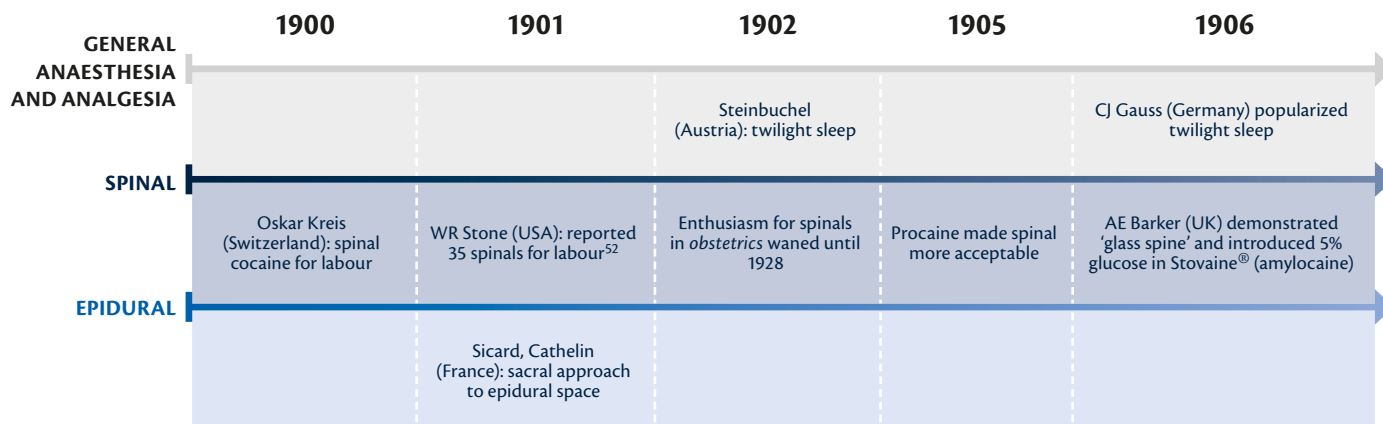 1900
1901
1902
1905
1906
GENERAL
ANAESTHESIA
AND ANALGESIA
Steinbuchel
(Austria): twilight sleep
CJ Gauss (Germany) popularized
twilight sleep
SPINAL
Oskar Kreis
(Switzerland): spinal
cocaine for labour
WR Stone (USA): reported
35 spinals for labour⁵²
Enthusiasm for spinals
in obstetrics waned until
1928
Procaine made spinal
more acceptable
AE Barker (UK) demonstrated
‘glass spine’ and introduced 5%
glucose in Stovaine® (amylocaine)
EPIDURAL
Sicard, Cathelin
(France): sacral approach
to epidural space